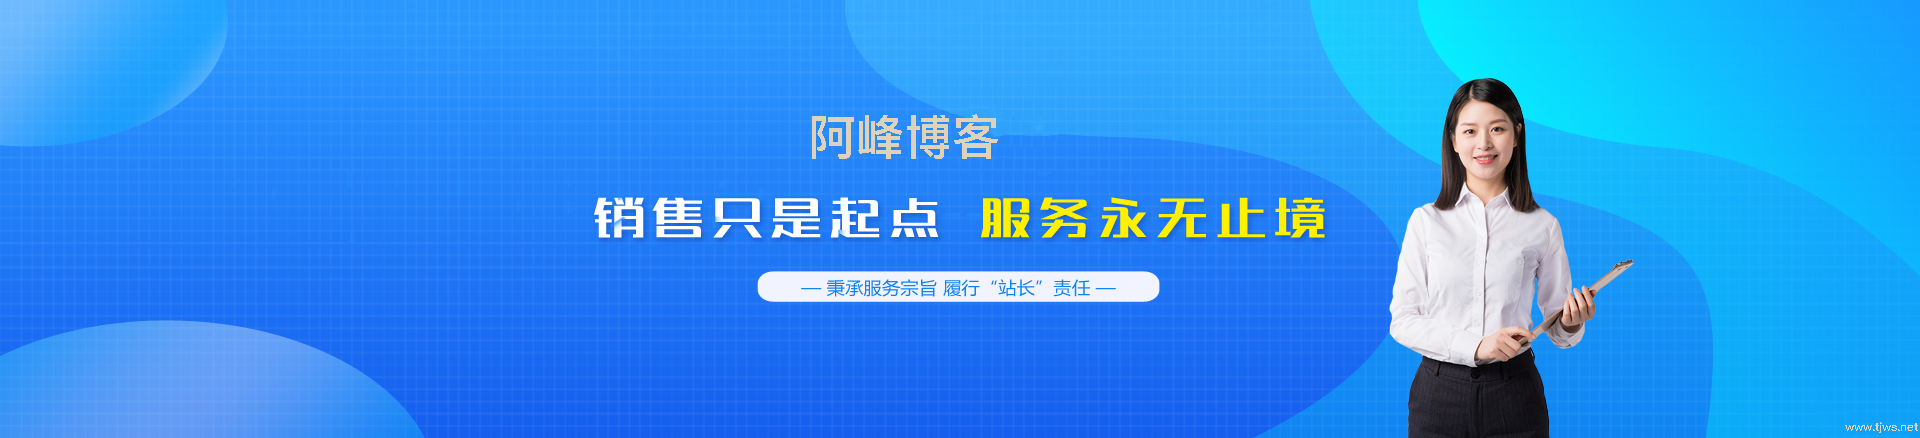 阿峰博客
销售只是起点 服务永无止境
— 秉承服务宗旨 履行“站长”责任 —
www.tjws.net